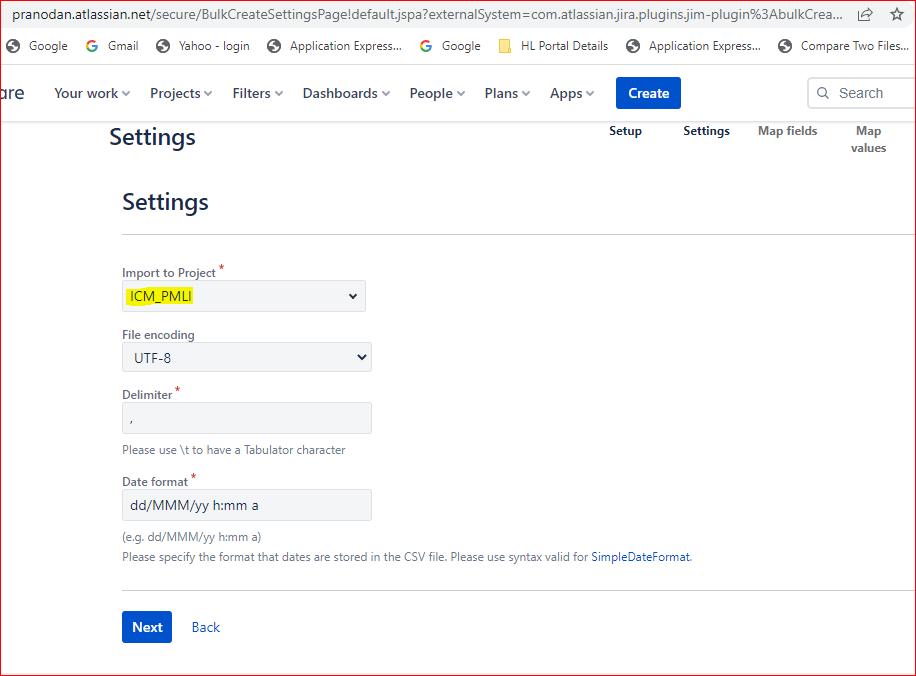 pranodan.atlassian.net/secure/BulkCreateSettingsPage!default.jspa?externalSystem=com.atlassian.jira.plugins.jim-plugin%3AbulkCrea...
Google Gmail Yahoo - login Application Express... Google HL Portal Details Application Express... Compare Two Files...
are Your work Projects Filters Dashboards People Plans Apps Create Search
Settings Setup Settings Map fields Map
values
Settings
Import to Project *
ICM_PMLI
File encoding
UTF-8
Delimiter *
,
Please use \t to have a Tabulator character
Date format *
dd/MMM/yy h:mm a
(e.g. dd/MMM/yy h:mm a)
Please specify the format that dates are stored in the CSV file. Please use syntax valid for SimpleDateFormat.
Next Back